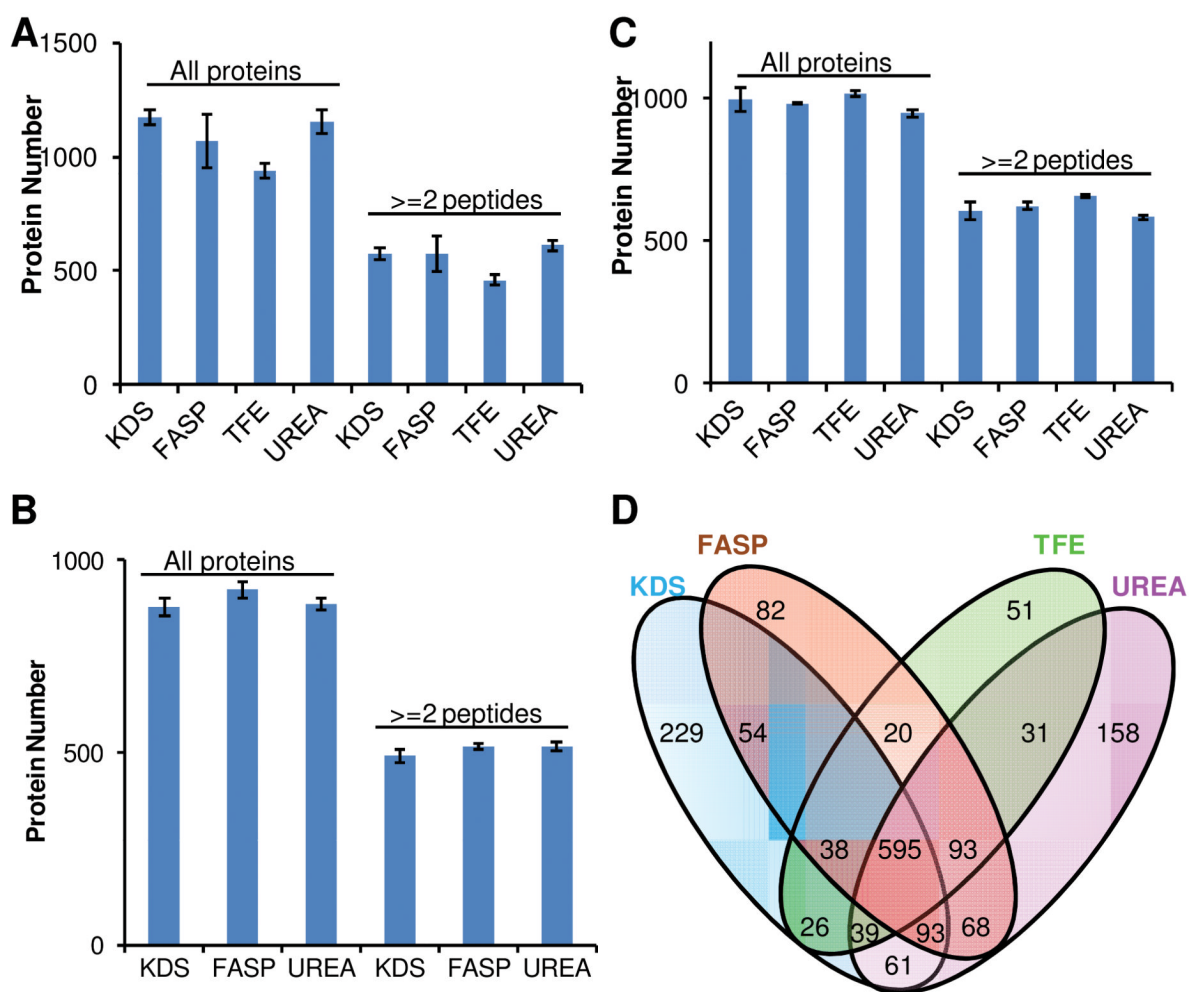 A
1500
All proteins
1000
>=2 peptides
500
0
Protein Number
KDS FASP TFE UREA KDS FASP TFE UREA
C
All proteins
1000
>=2 peptides
500
0
Protein Number
KDS FASP TFE UREA KDS FASP TFE UREA
B
1000
All proteins
>=2 peptides
500
0
Protein Number
KDS FASP UREA KDS FASP UREA
D
FASP TFE
KDS UREA
82 51
229 54 20 31 158
38 595 93
26 39 93 68
61